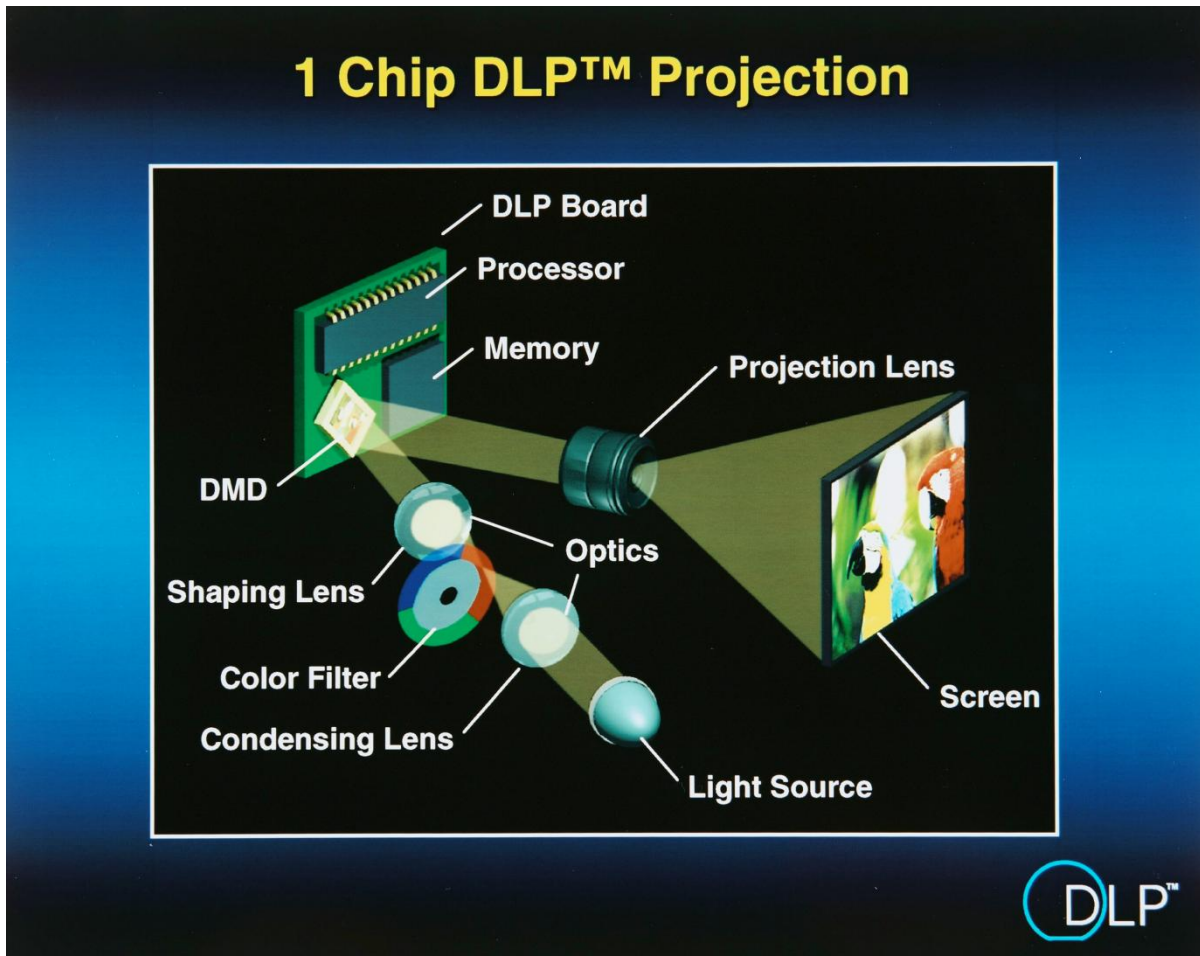 1 Chip DLP™ Projection
DLP Board
Processor
Memory
Projection Lens
DMD
Optics
Shaping Lens
Color Filter
Screen
Condensing Lens
Light Source
DLP™